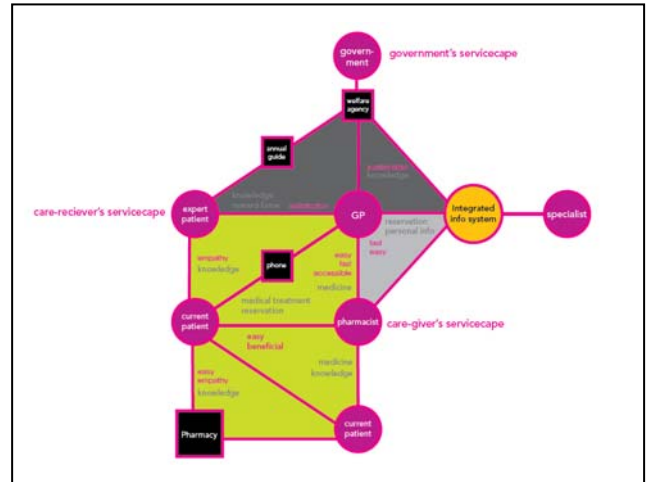 govern-
ment
government's servicecape
welfare
agency
annual
guide
knowledge
knowledge
care-reciever's servicecape
expert
patient
GP
Integrated
info system
specialist
reservation
personal info
fast
easy
empathy
knowledge
phone
easy
fast
accessible
medicine
medical treatment
reservation
current
patient
pharmacist
care-giver's servicecape
easy
beneficial
medicine
knowledge
easy
empathy
knowledge
Pharmacy
current
patient